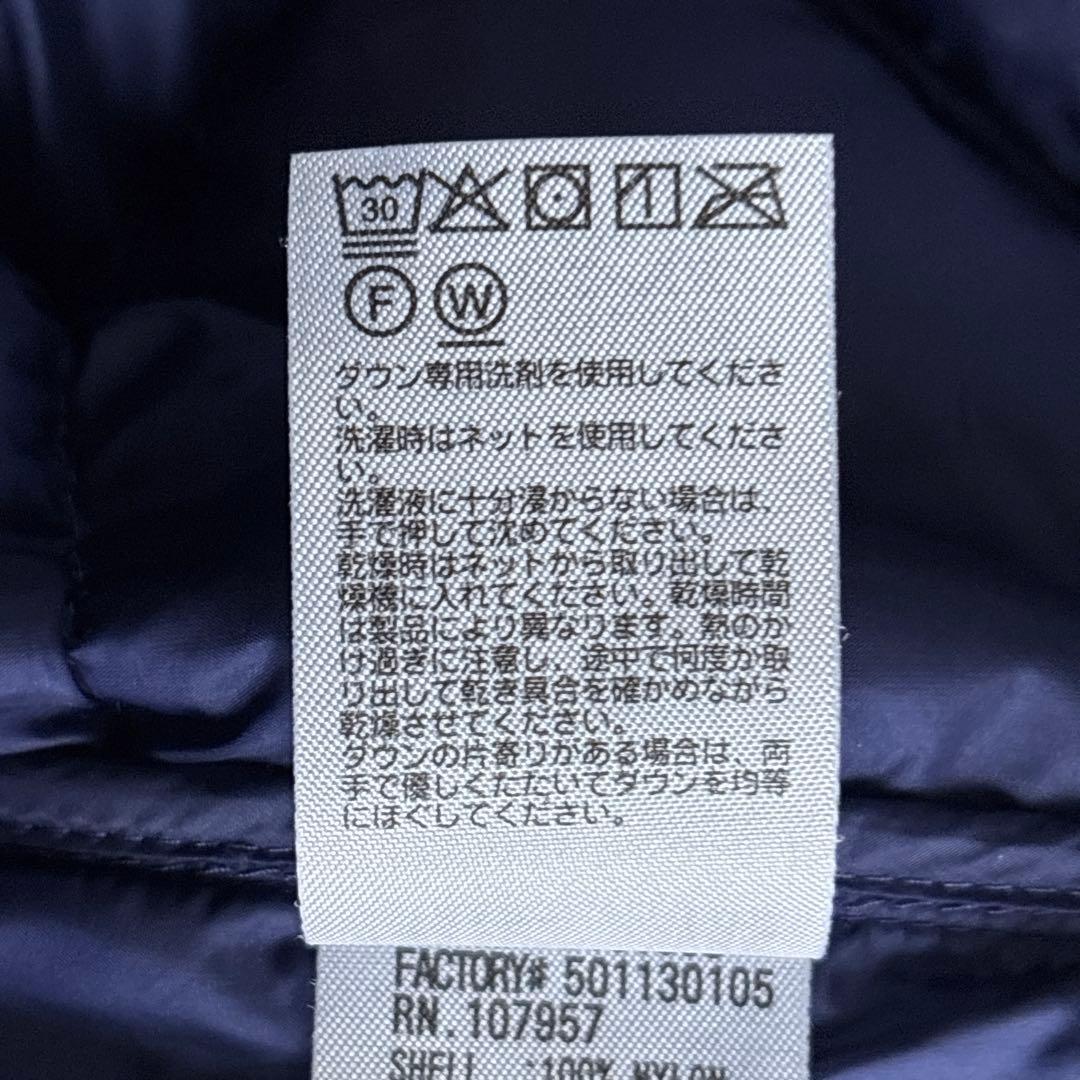 30
F W
ダウン専用洗剤を使用してくださ
い。
洗濯時はネットを使用してくださ
い。
洗濯液に十分浸からない場合は、
手で押して沈めてください。
乾燥時はネットから取り出して乾
燥機に入れてください。乾燥時間
は製品により異なります。熱のか
け過ぎに注意し、途中で何度か取
り出して乾き具合を確かめながら
乾燥させてください。
ダウンの片寄りがある場合は、両
手で優しくたたいてダウンを均等
にほぐしてください。
FACTORY# 501130105
RN.107957
SHELL :100% NYLON